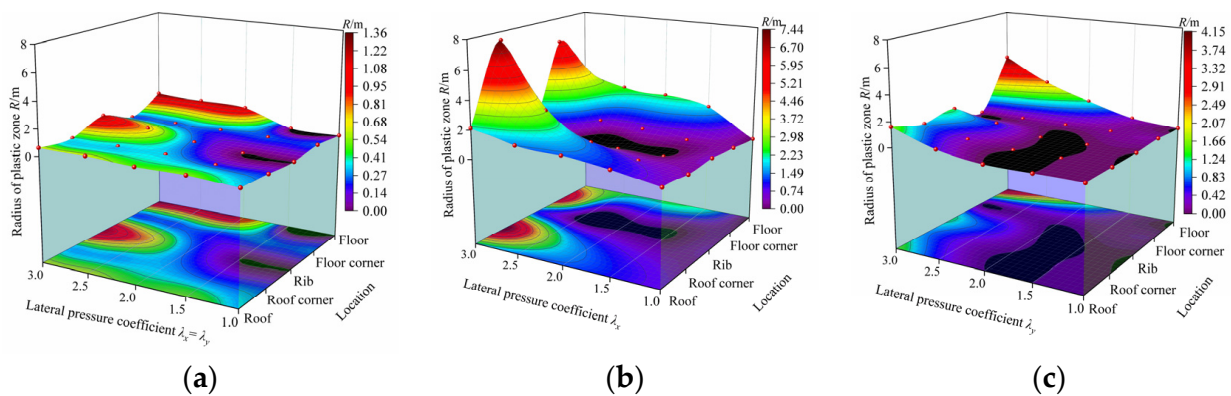 R/m
1.36
1.22
1.08
0.95
0.81
0.68
0.54
0.41
0.27
0.14
0.00
8
6
4
2
0
Radius of plastic zone R/m
3.0
2.5
2.0
1.5
1.0
Lateral pressure coefficient λx = λy
Roof
Roof corner
Rib
Floor corner
Floor
Location
(a)
R/m
7.44
6.70
5.95
5.21
4.46
3.72
2.98
2.23
1.49
0.74
0.00
8
6
4
2
0
Radius of plastic zone R/m
3.0
2.5
2.0
1.5
1.0
Lateral pressure coefficient λx
Roof
Roof corner
Rib
Floor corner
Floor
Location
(b)
R/m
4.15
3.74
3.32
2.91
2.49
2.08
1.66
1.25
0.83
0.42
0.00
8
6
4
2
0
Radius of plastic zone R/m
3.0
2.5
2.0
1.5
1.0
Lateral pressure coefficient λy
Roof
Roof corner
Rib
Floor corner
Floor
Location
(c)